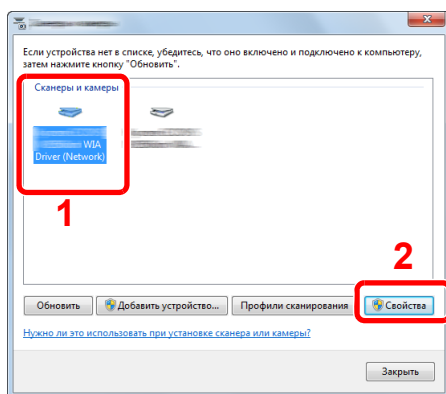 Если устройства нет в списке, убедитесь, что оно включено и подключено к компьютеру,
затем нажмите кнопку "Обновить".
Сканеры и камеры
WIA
Driver (Network)
1
2
Обновить Добавить устройство... Профили сканирования Свойства
Нужно ли это использовать при установке сканера или камеры?
Закрыть